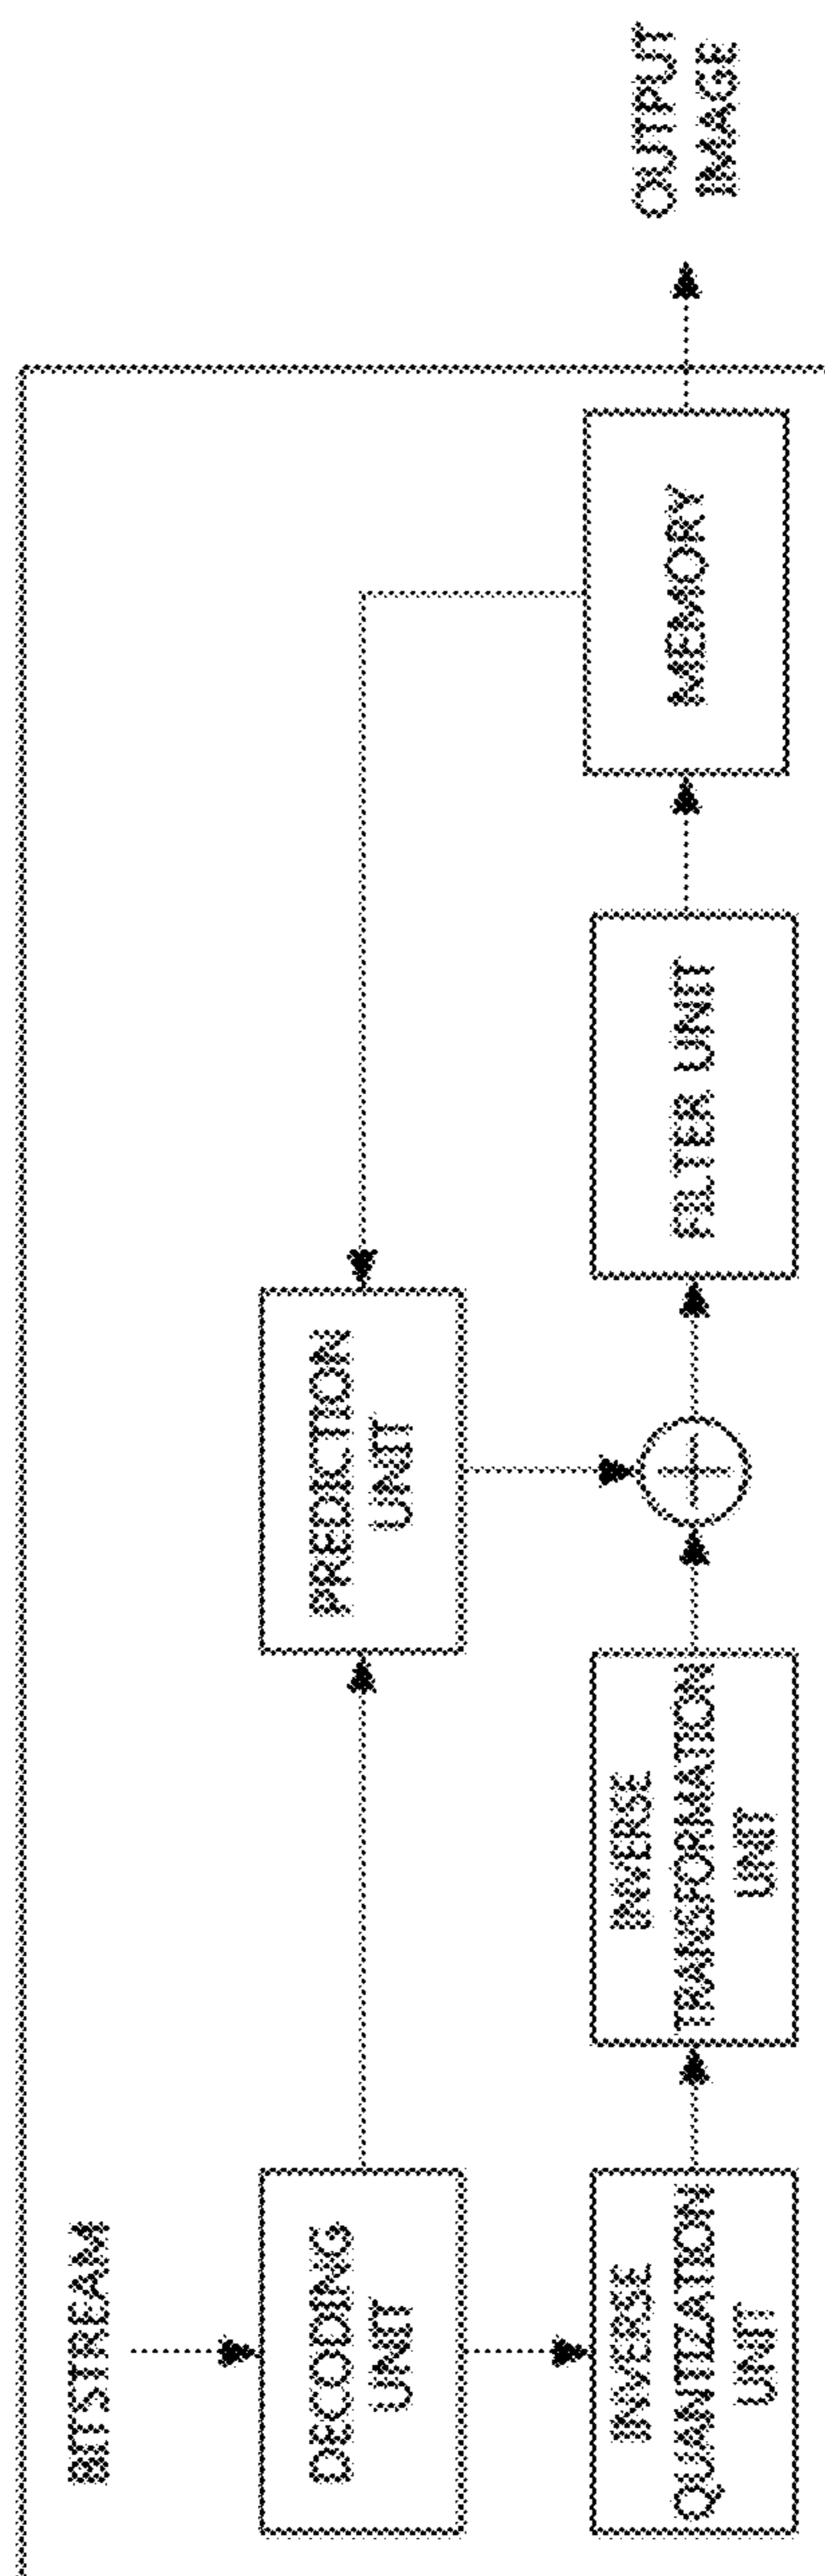 BITSTREAM
DECODING
UNIT
PREDICTION
UNIT
INVERSE
QUANTIZATION
UNIT
INVERSE
TRANSFORMATION
UNIT
FILTER UNIT
MEMORY
OUTPUT
IMAGE